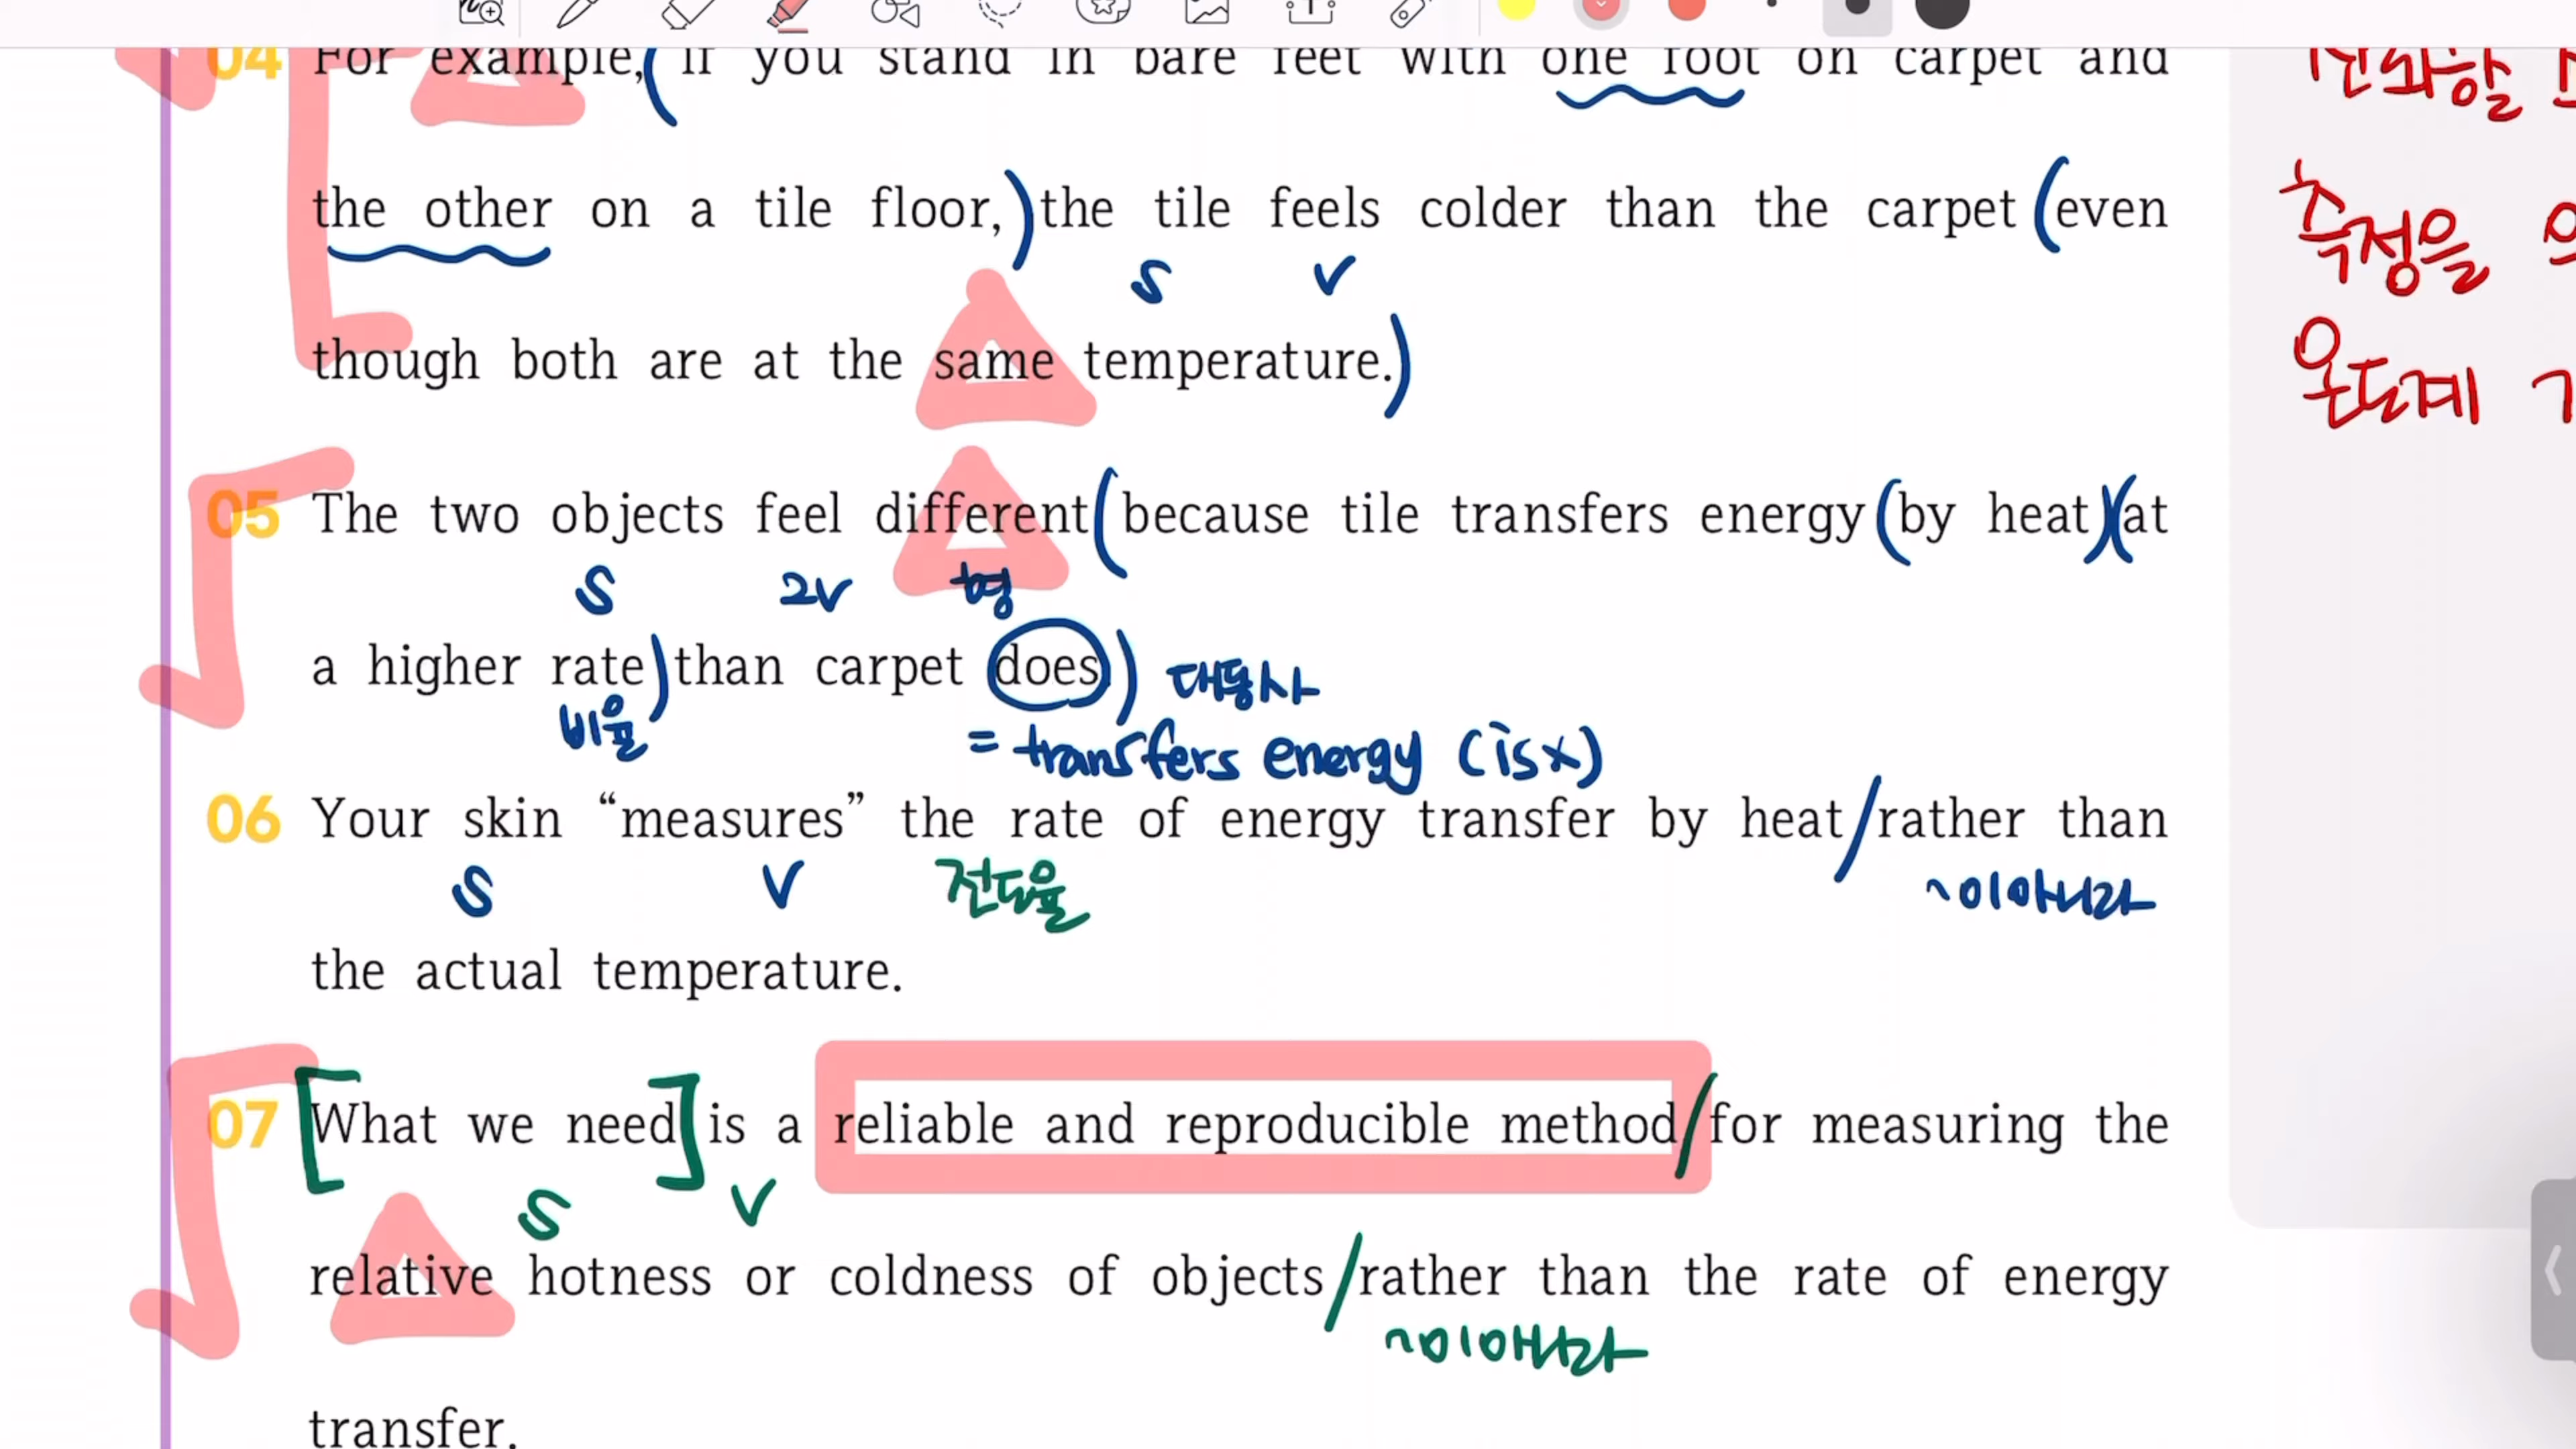 04 For example, if you stand in bare feet with one foot on carpet and
the other on a tile floor, the tile feels colder than the carpet even
S V
though both are at the same temperature.
05 The two objects feel different because tile transfers energy by heat at
S 2V 형
a higher rate than carpet does 대동사
비율
= transfers energy (is x)
06 Your skin “measures” the rate of energy transfer by heat / rather than
S V 전도율 ~이 아니라
the actual temperature.
07 [What we need] is a reliable and reproducible method / for measuring the
S V
relative hotness or coldness of objects / rather than the rate of energy
~이 아니라
transfer.
측정을
온도계